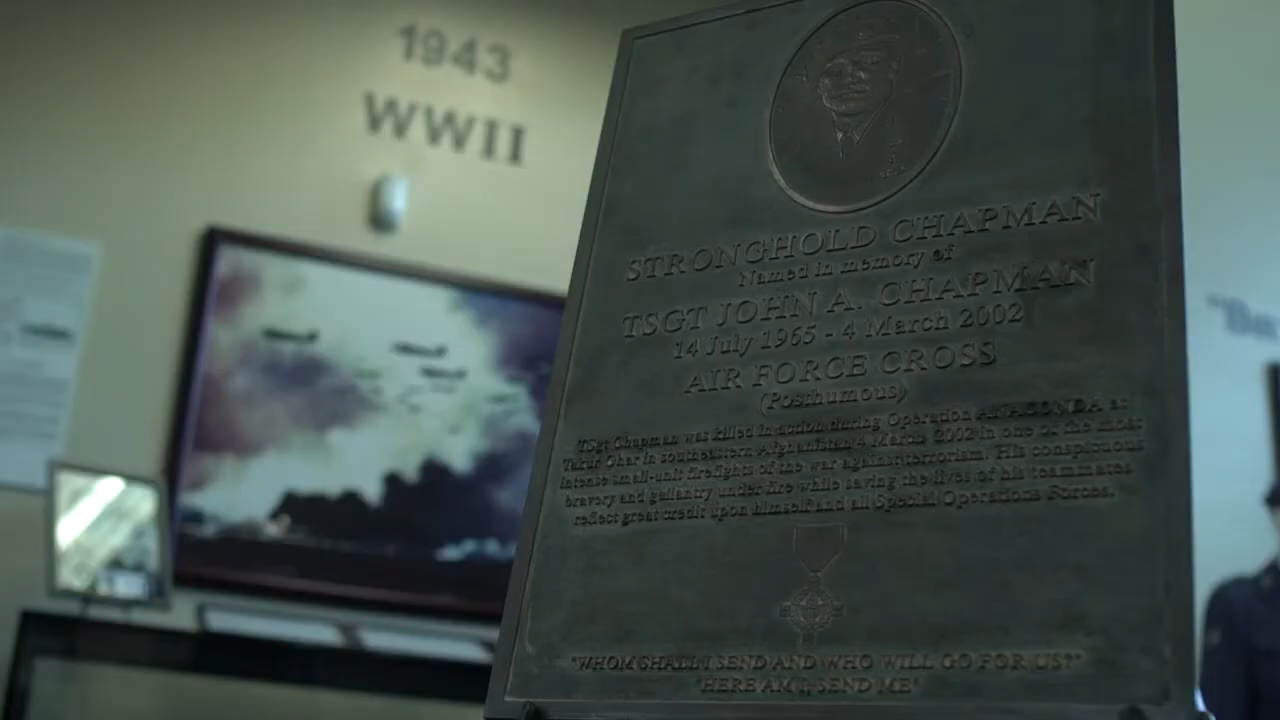 1943
WWII
STRONGHOLD CHAPMAN
Named in memory of
TSGT JOHN A. CHAPMAN
14 July 1965 - 4 March 2002
AIR FORCE CROSS
(Posthumous)
TSgt Chapman was killed in action during Operation ANACONDA at
Takur Ghar in southeastern Afghanistan 4 March 2002 in one of the most
intense small-unit firefights of the war against terrorism. His conspicuous
bravery and gallantry under fire while saving the lives of his teammates
reflect great credit upon himself and all Special Operations Forces.
"WHOM SHALL I SEND AND WHO WILL GO FOR US?"
"HERE AM I, SEND ME"